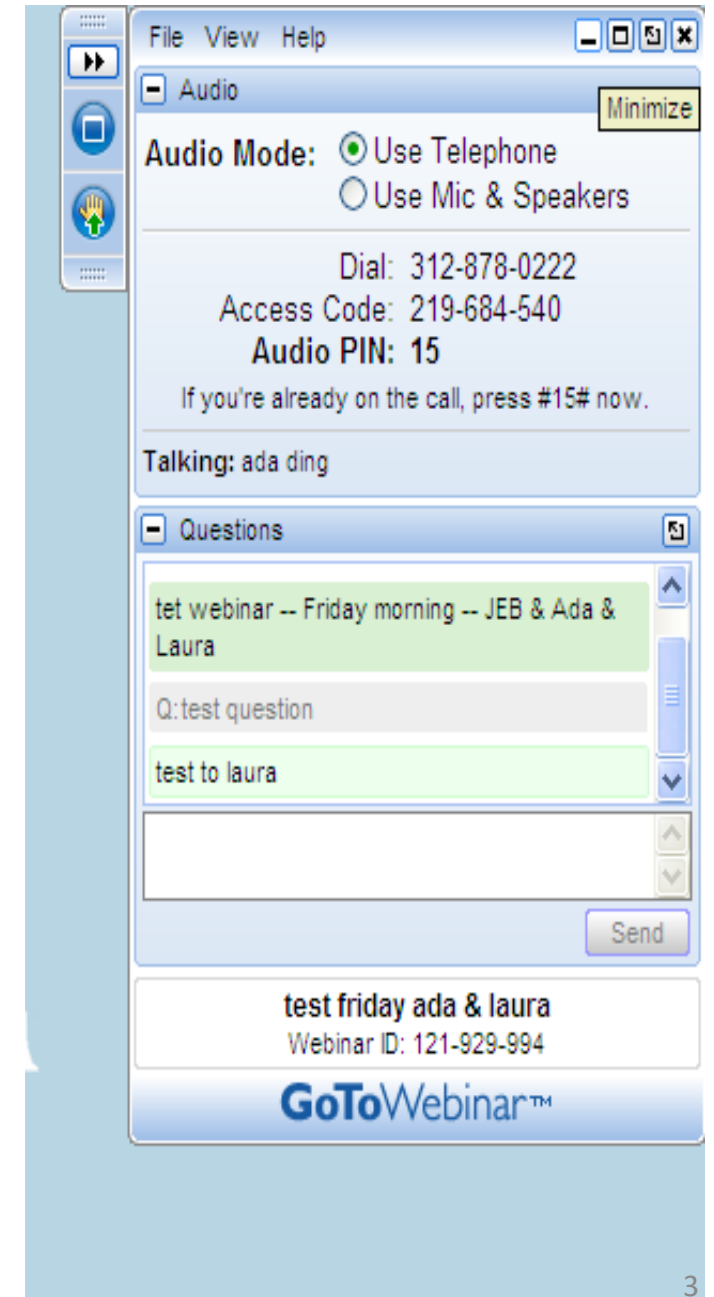 File View Help
Audio
Minimize
Audio Mode: Use Telephone
Use Mic & Speakers
Dial: 312-878-0222
Access Code: 219-684-540
Audio PIN: 15
If you're already on the call, press #15# now.
Talking: ada ding
Questions
tet webinar -- Friday morning -- JEB & Ada &
Laura
Q:test question
test to laura
Send
test friday ada & laura
Webinar ID: 121-929-994
GoToWebinar™
3